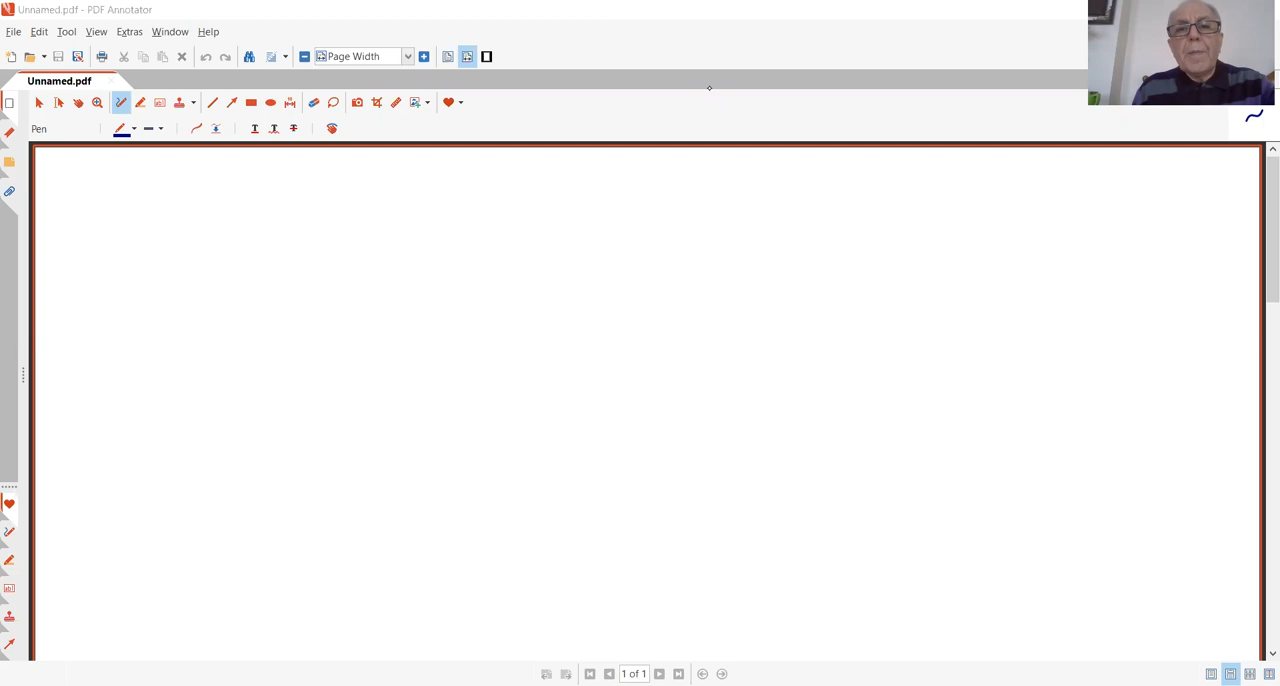 Unnamed.pdf - PDF Annotator
File Edit Tool View Extras Window Help
Page Width
Unnamed.pdf
Pen
1 of 1